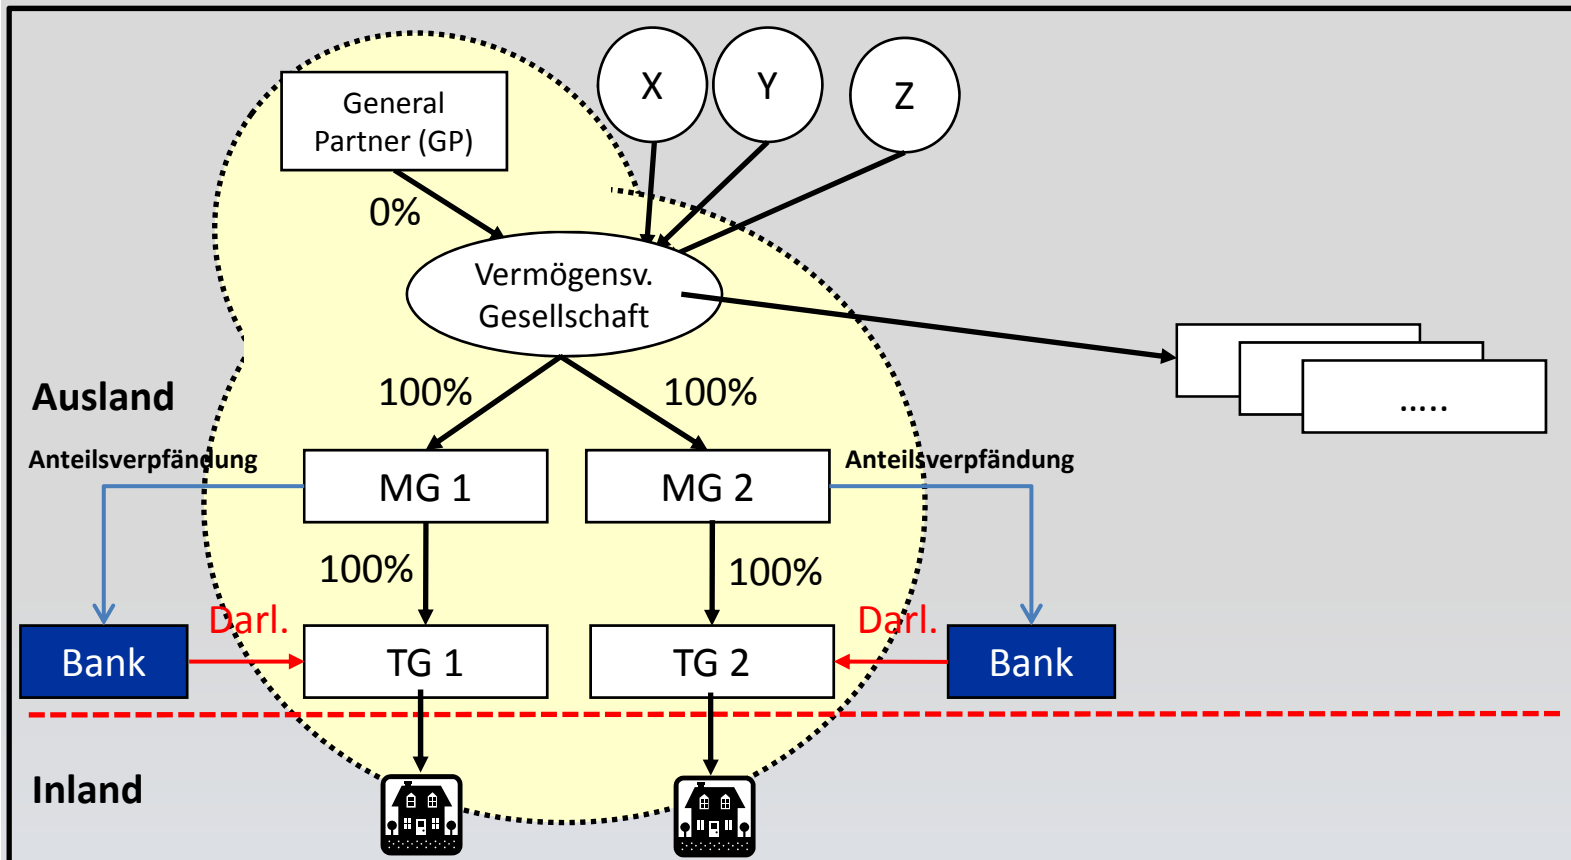 General
Partner (GP)
X
Y
Z
0%
Vermögensv.
Gesellschaft
.....
Ausland
100%
100%
Anteilsverpfändung
Anteilsverpfändung
MG 1
MG 2
100%
100%
Darl.
Darl.
Bank
TG 1
TG 2
Bank
Inland